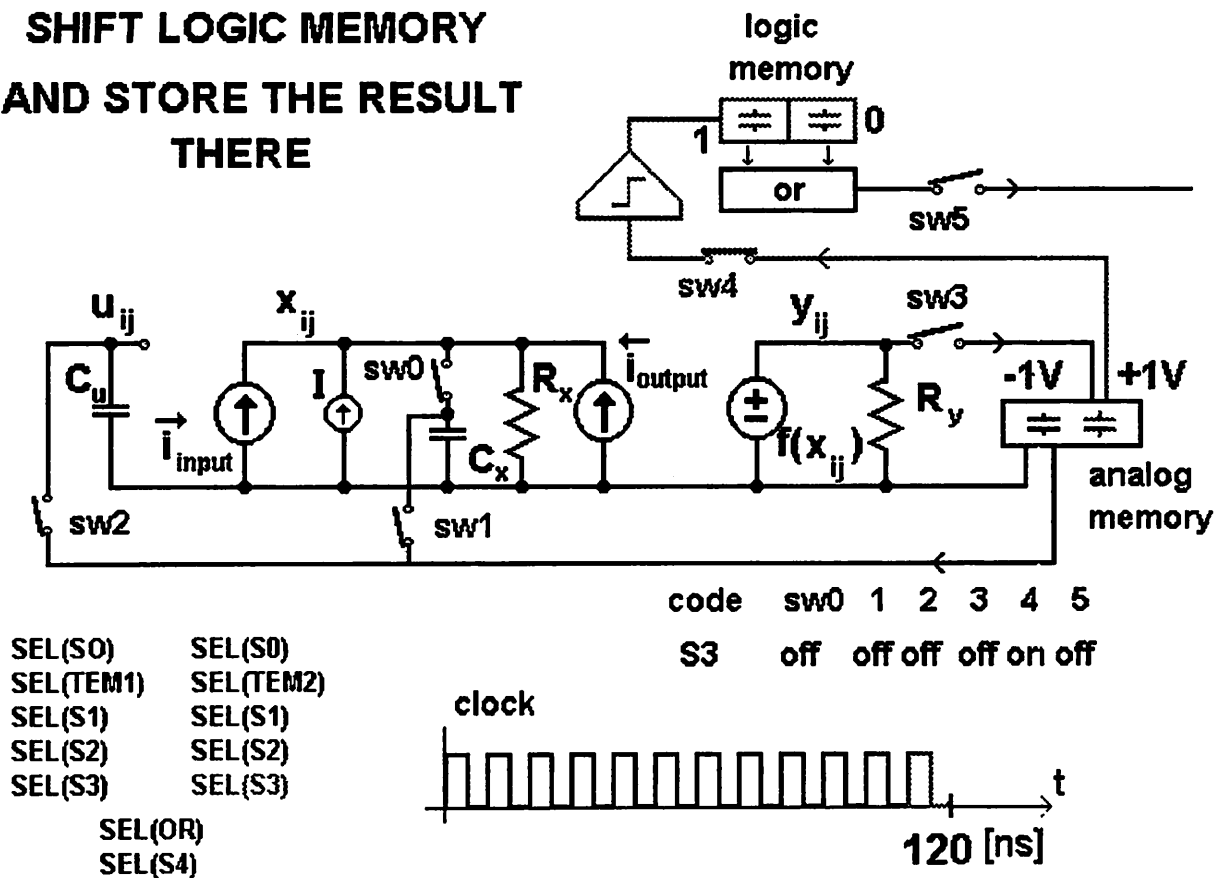 SHIFT LOGIC MEMORY
AND STORE THE RESULT
THERE
logic
memory
1
0
or
sw5
sw4
sw3
u ij
x ij
y ij
C u
i input
I
sw0
C x
R x
i output
f(x ij)
R y
-1V
+1V
analog
memory
sw2
sw1
code sw0 1 2 3 4 5
S3 off off off off on off
SEL(SO) SEL(S0)
SEL(TEM1) SEL(TEM2)
SEL(S1) SEL(S1)
SEL(S2) SEL(S2)
SEL(S3) SEL(S3)
SEL(OR)
SEL(S4)
clock
t
120 [ns]